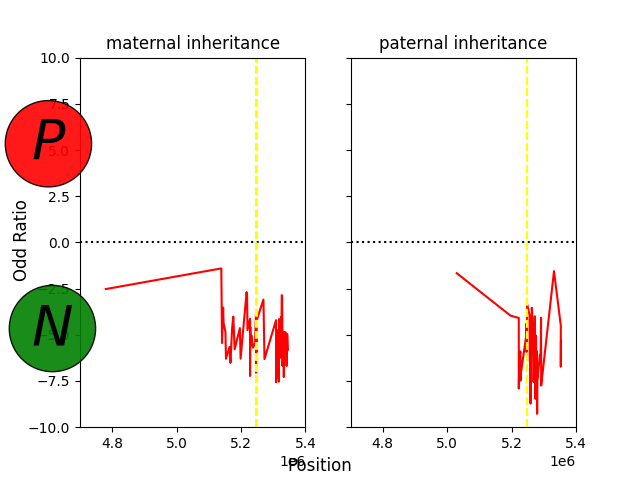 maternal inheritance
paternal inheritance
10.0
7.5
5.0
2.5
0.0
−2.5
−5.0
−7.5
−10.0
P
N
Odd Ratio
4.8 5.0 5.2 5.4
1e6
4.8 5.0 5.2 5.4
1e6
Position